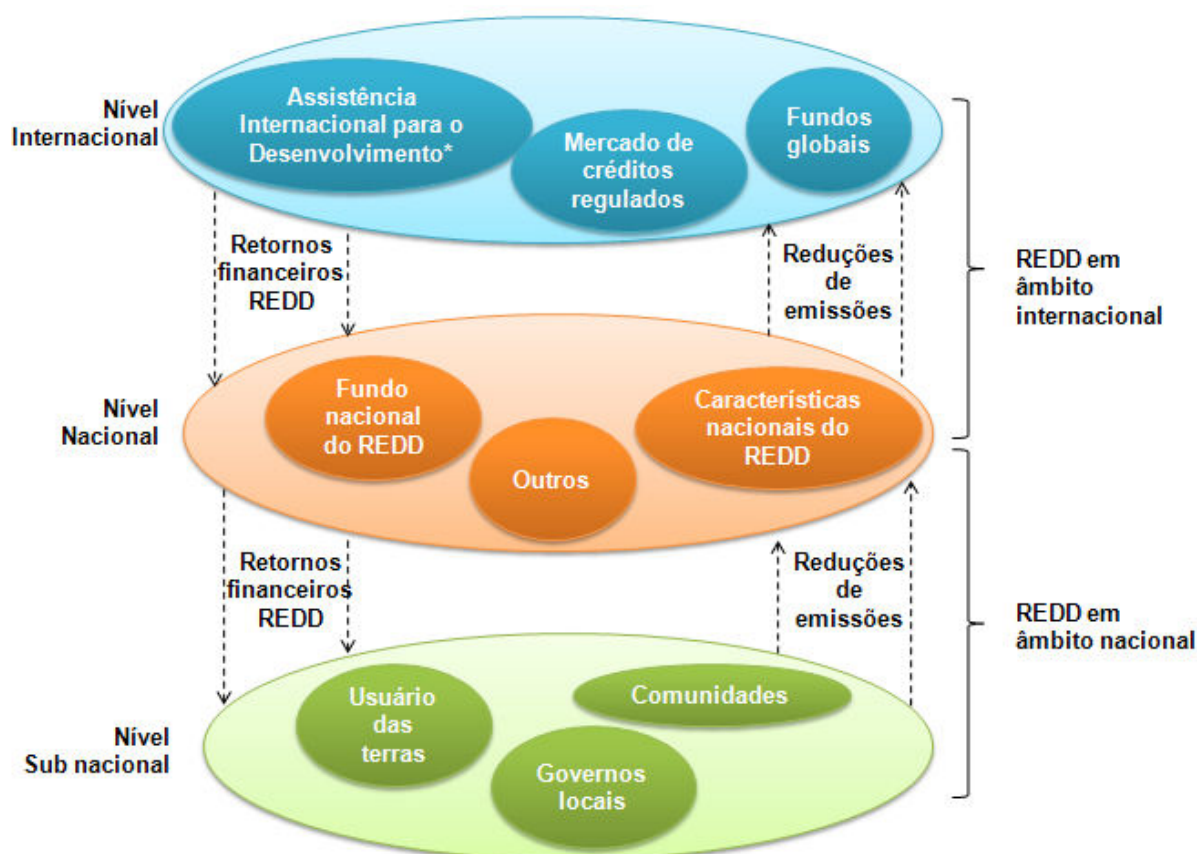 Nível
Internacional
Assistência
Internacional para o
Desenvolvimento*
Mercado de
créditos
regulados
Fundos
globais
Retornos
financeiros
REDD
Reduções
de
emissões
REDD em
âmbito
internacional
Nível
Nacional
Fundo
nacional
do REDD
Outros
Características
nacionais do
REDD
Retornos
financeiros
REDD
Reduções
de
emissões
REDD em
âmbito nacional
Nível
Sub nacional
Usuário
das
terras
Comunidades
Governos
locais